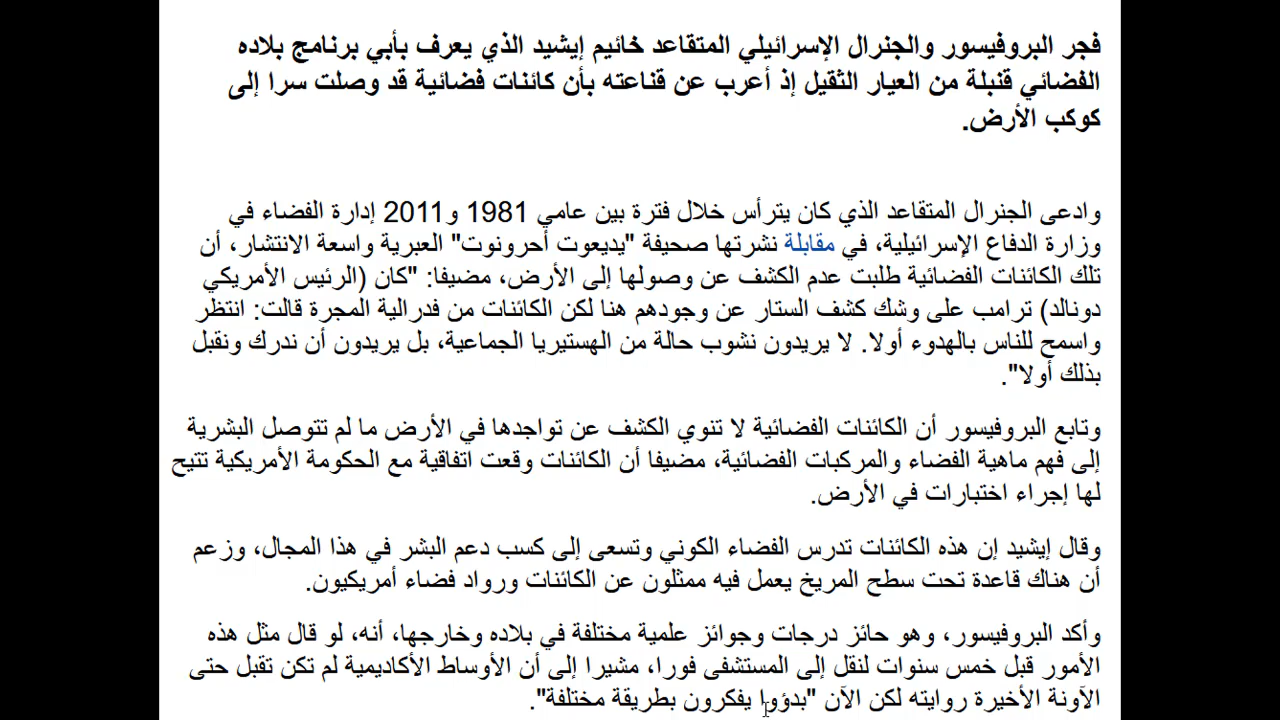 فجر البروفيسور والجنرال الإسرائيلي المتقاعد خائيم إيشيد الذي يعرف بأبي برنامج بلاده
الفضائي قنبلة من العيار الثقيل إذ أعرب عن قناعته بأن كائنات فضائية قد وصلت سرا إلى
كوكب الأرض.
وادعى الجنرال المتقاعد الذي كان يترأس خلال فترة بين عامي 1981 و2011 إدارة الفضاء في
وزارة الدفاع الإسرائيلية، في مقابلة نشرتها صحيفة "يديعوت أحرونوت" العبرية واسعة الانتشار، أن
تلك الكائنات الفضائية طلبت عدم الكشف عن وصولها إلى الأرض، مضيفا: "كان (الرئيس الأمريكي
دونالد) ترامب على وشك كشف الستار عن وجودهم هنا لكن الكائنات من فدرالية المجرة قالت: انتظر
واسمح للناس بالهدوء أولا. لا يريدون نشوب حالة من الهستيريا الجماعية، بل يريدون أن ندرك ونقبل
بذلك أولا".
وتابع البروفيسور أن الكائنات الفضائية لا تنوي الكشف عن تواجدها في الأرض ما لم تتوصل البشرية
إلى فهم ماهية الفضاء والمركبات الفضائية، مضيفا أن الكائنات وقعت اتفاقية مع الحكومة الأمريكية تتيح
لها إجراء اختبارات في الأرض.
وقال إيشيد إن هذه الكائنات تدرس الفضاء الكوني وتسعى إلى كسب دعم البشر في هذا المجال، وزعم
أن هناك قاعدة تحت سطح المريخ يعمل فيه ممثلون عن الكائنات ورواد فضاء أمريكيون.
وأكد البروفيسور، وهو حائز درجات وجوائز علمية مختلفة في بلاده وخارجها، أنه، لو قال مثل هذه
الأمور قبل خمس سنوات لنقل إلى المستشفى فورا، مشيرا إلى أن الأوساط الأكاديمية لم تكن تقبل حتى
الآونة الأخيرة روايته لكن الآن "بدؤوا يفكرون بطريقة مختلفة".